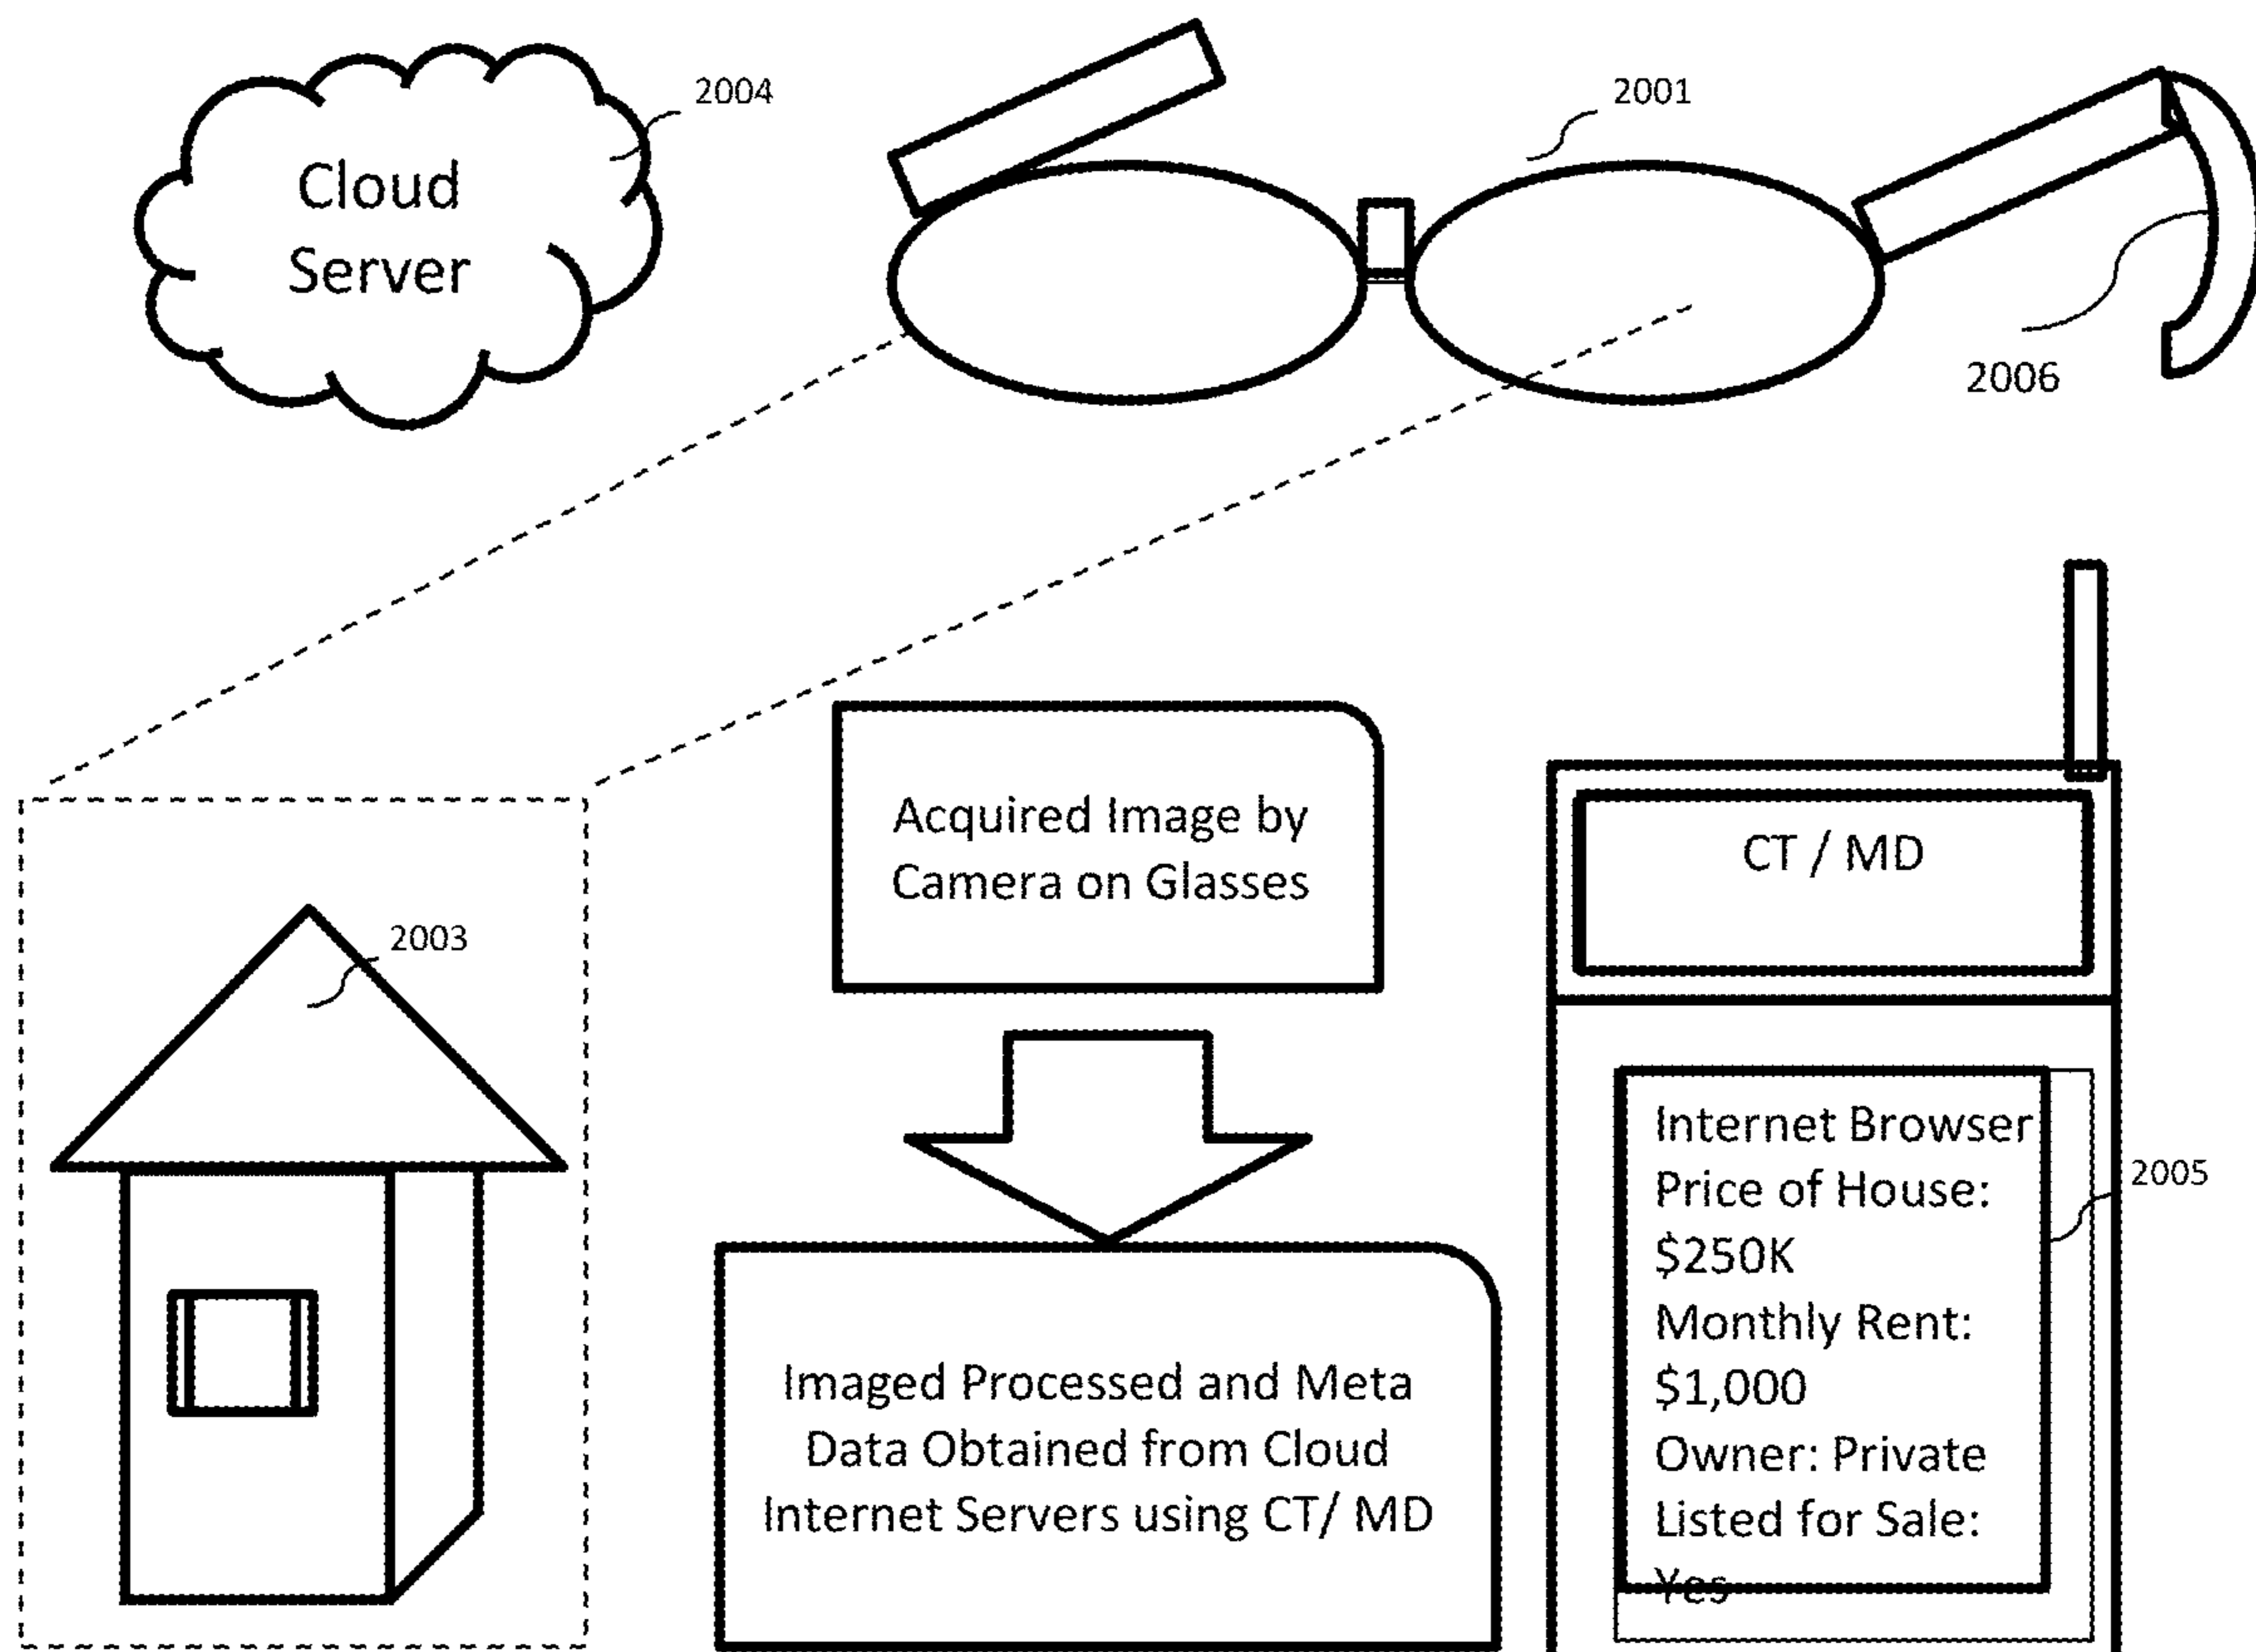 2004
Cloud
Server
2001
2006
Acquired Image by
Camera on Glasses
CT / MD
2003
Internet Browser
Price of House:
$250K
Monthly Rent:
$1,000
Owner: Private
Listed for Sale:
Yes
2005
Imaged Processed and Meta
Data Obtained from Cloud
Internet Servers using CT/ MD